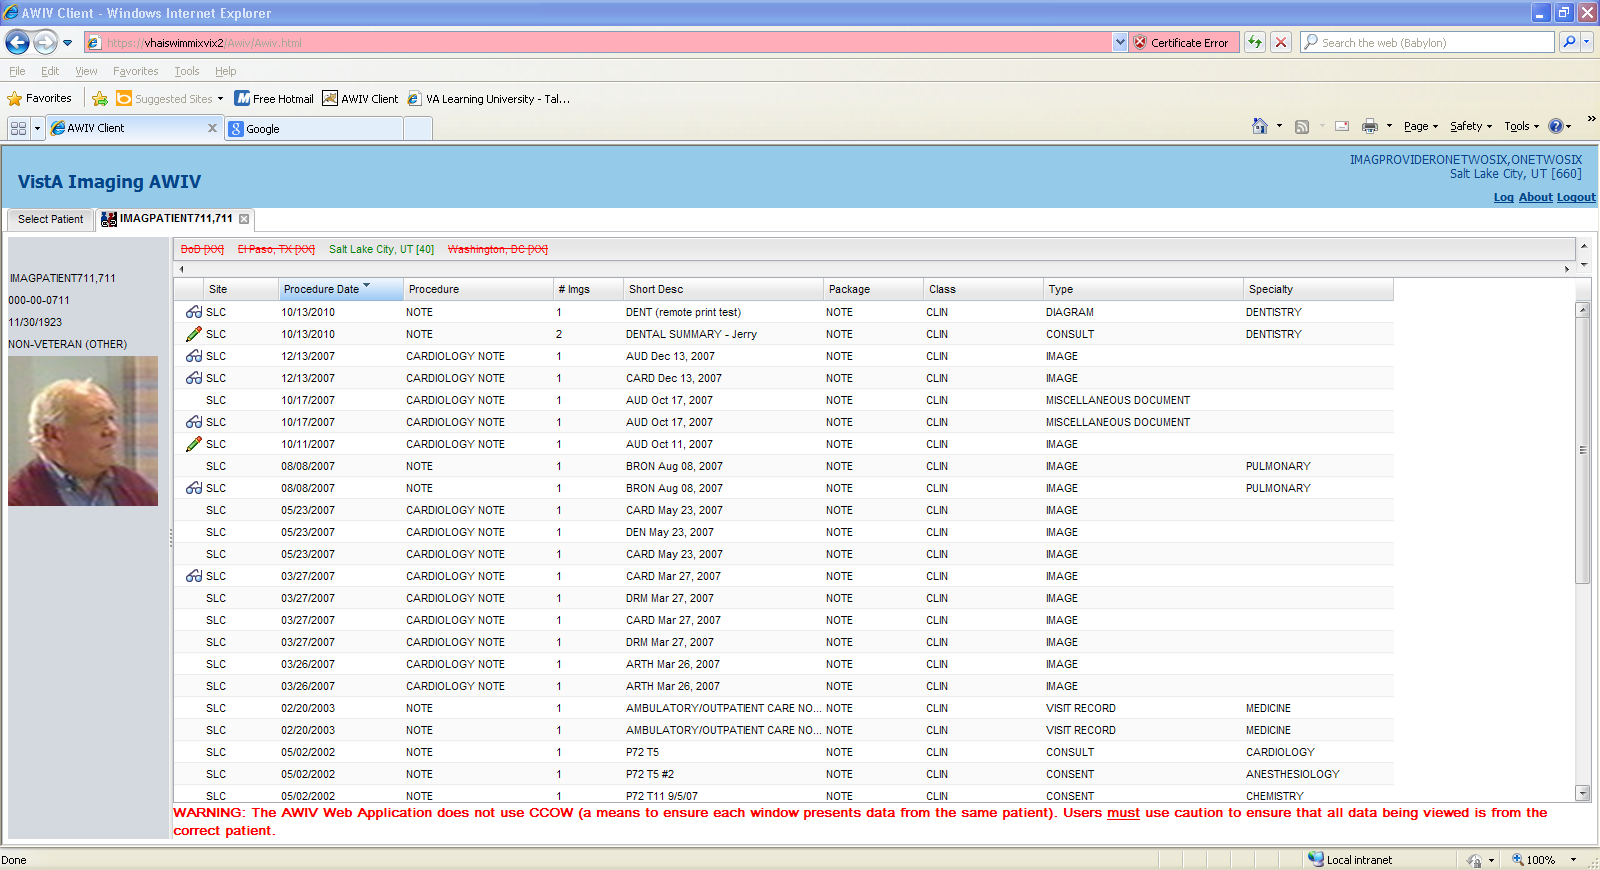 AWIV Client - Windows Internet Explorer
https://vhaiswimmixvix2/Awiv/Awiv.html Certificate Error Search the web (Babylon)
File Edit View Favorites Tools Help
Favorites Suggested Sites Free Hotmail AWIV Client VA Learning University - Tal...
AWIV Client Google Page Safety Tools
IMAGPROVIDERONETWOSIX,ONETWOSIX
VistA Imaging AWIV
Salt Lake City, UT [660]
Log About Logout
Select Patient IMAGPATIENT711,711
DoD [XX] El Paso, TX [XX] Salt Lake City, UT [40] Washington, DC [XX]
IMAGPATIENT711,711
000-00-0711
11/30/1923
NON-VETERAN (OTHER)
Site Procedure Date Procedure # Imgs Short Desc Package Class Type Specialty
SLC 10/13/2010 NOTE 1 DENT (remote print test) NOTE CLIN DIAGRAM DENTISTRY
SLC 10/13/2010 NOTE 2 DENTAL SUMMARY - Jerry NOTE CLIN CONSULT DENTISTRY
SLC 12/13/2007 CARDIOLOGY NOTE 1 AUD Dec 13, 2007 NOTE CLIN IMAGE
SLC 12/13/2007 CARDIOLOGY NOTE 1 CARD Dec 13, 2007 NOTE CLIN IMAGE
SLC 10/17/2007 CARDIOLOGY NOTE 1 AUD Oct 17, 2007 NOTE CLIN MISCELLANEOUS DOCUMENT
SLC 10/17/2007 CARDIOLOGY NOTE 1 AUD Oct 17, 2007 NOTE CLIN MISCELLANEOUS DOCUMENT
SLC 10/11/2007 CARDIOLOGY NOTE 1 AUD Oct 11, 2007 NOTE CLIN IMAGE
SLC 08/08/2007 NOTE 1 BRON Aug 08, 2007 NOTE CLIN IMAGE PULMONARY
SLC 08/08/2007 NOTE 1 BRON Aug 08, 2007 NOTE CLIN IMAGE PULMONARY
SLC 05/23/2007 CARDIOLOGY NOTE 1 CARD May 23, 2007 NOTE CLIN IMAGE
SLC 05/23/2007 CARDIOLOGY NOTE 1 DEN May 23, 2007 NOTE CLIN IMAGE
SLC 05/23/2007 CARDIOLOGY NOTE 1 CARD May 23, 2007 NOTE CLIN IMAGE
SLC 03/27/2007 CARDIOLOGY NOTE 1 CARD Mar 27, 2007 NOTE CLIN IMAGE
SLC 03/27/2007 CARDIOLOGY NOTE 1 DRM Mar 27, 2007 NOTE CLIN IMAGE
SLC 03/27/2007 CARDIOLOGY NOTE 1 CARD Mar 27, 2007 NOTE CLIN IMAGE
SLC 03/27/2007 CARDIOLOGY NOTE 1 DRM Mar 27, 2007 NOTE CLIN IMAGE
SLC 03/26/2007 CARDIOLOGY NOTE 1 ARTH Mar 26, 2007 NOTE CLIN IMAGE
SLC 03/26/2007 CARDIOLOGY NOTE 1 ARTH Mar 26, 2007 NOTE CLIN IMAGE
SLC 02/20/2003 NOTE 1 AMBULATORY/OUTPATIENT CARE NO... NOTE CLIN VISIT RECORD MEDICINE
SLC 02/20/2003 NOTE 1 AMBULATORY/OUTPATIENT CARE NO... NOTE CLIN VISIT RECORD MEDICINE
SLC 05/02/2002 NOTE 1 P72 T5 NOTE CLIN CONSULT CARDIOLOGY
SLC 05/02/2002 NOTE 1 P72 T5 #2 NOTE CLIN CONSENT ANESTHESIOLOGY
SLC 05/02/2002 NOTE 1 P72 T11 9/5/07 NOTE CLIN CONSENT CHEMISTRY
WARNING: The AWIV Web Application does not use CCOW (a means to ensure each window presents data from the same patient). Users must use caution to ensure that all data being viewed is from the
correct patient.
Done Local intranet 100%